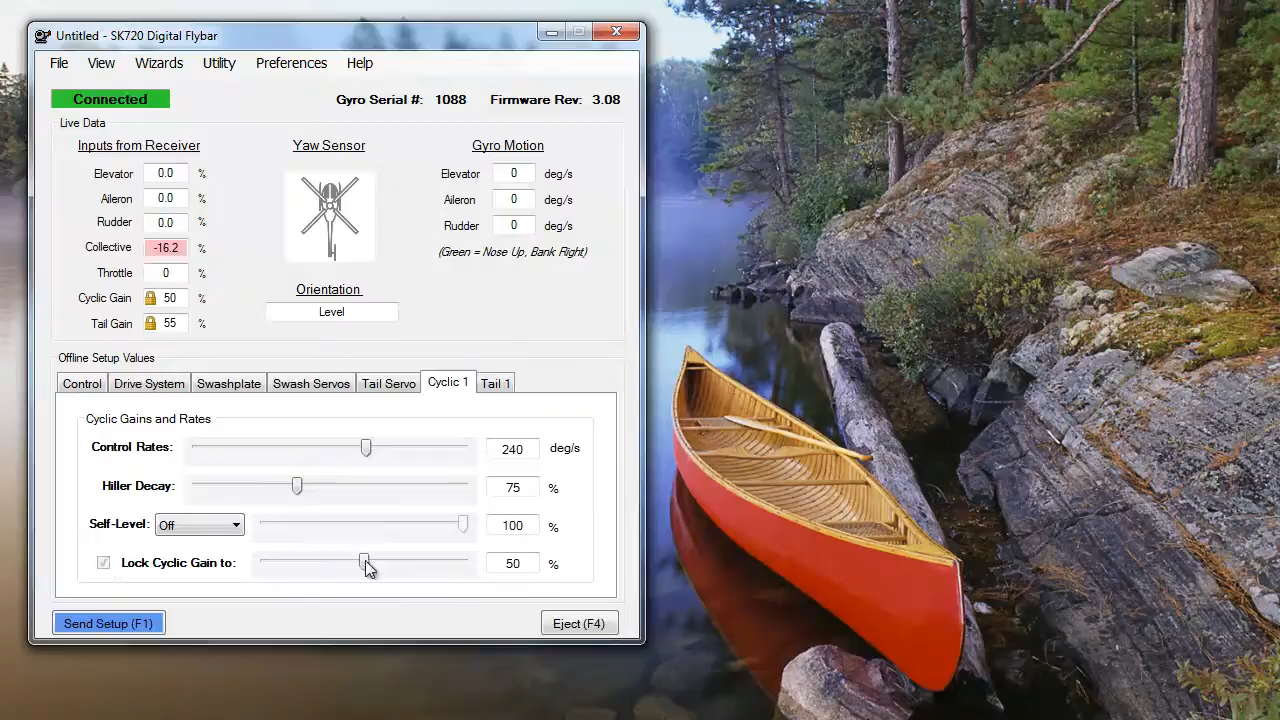 Untitled - SK720 Digital Flybar
File View Wizards Utility Preferences Help
Connected Gyro Serial #: 1088 Firmware Rev: 3.08
Live Data
Inputs from Receiver
Elevator 0.0 %
Aileron 0.0 %
Rudder 0.0 %
Collective -16.2 %
Throttle 0 %
Cyclic Gain 50 %
Tail Gain 55 %
Yaw Sensor
Orientation
Level
Gyro Motion
Elevator 0 deg/s
Aileron 0 deg/s
Rudder 0 deg/s
(Green = Nose Up, Bank Right)
Offline Setup Values
Control Drive System Swashplate Swash Servos Tail Servo Cyclic 1 Tail 1
Cyclic Gains and Rates
Control Rates: 240 deg/s
Hiller Decay: 75 %
Self-Level: Off 100 %
Lock Cyclic Gain to: 50 %
Send Setup (F1) Eject (F4)